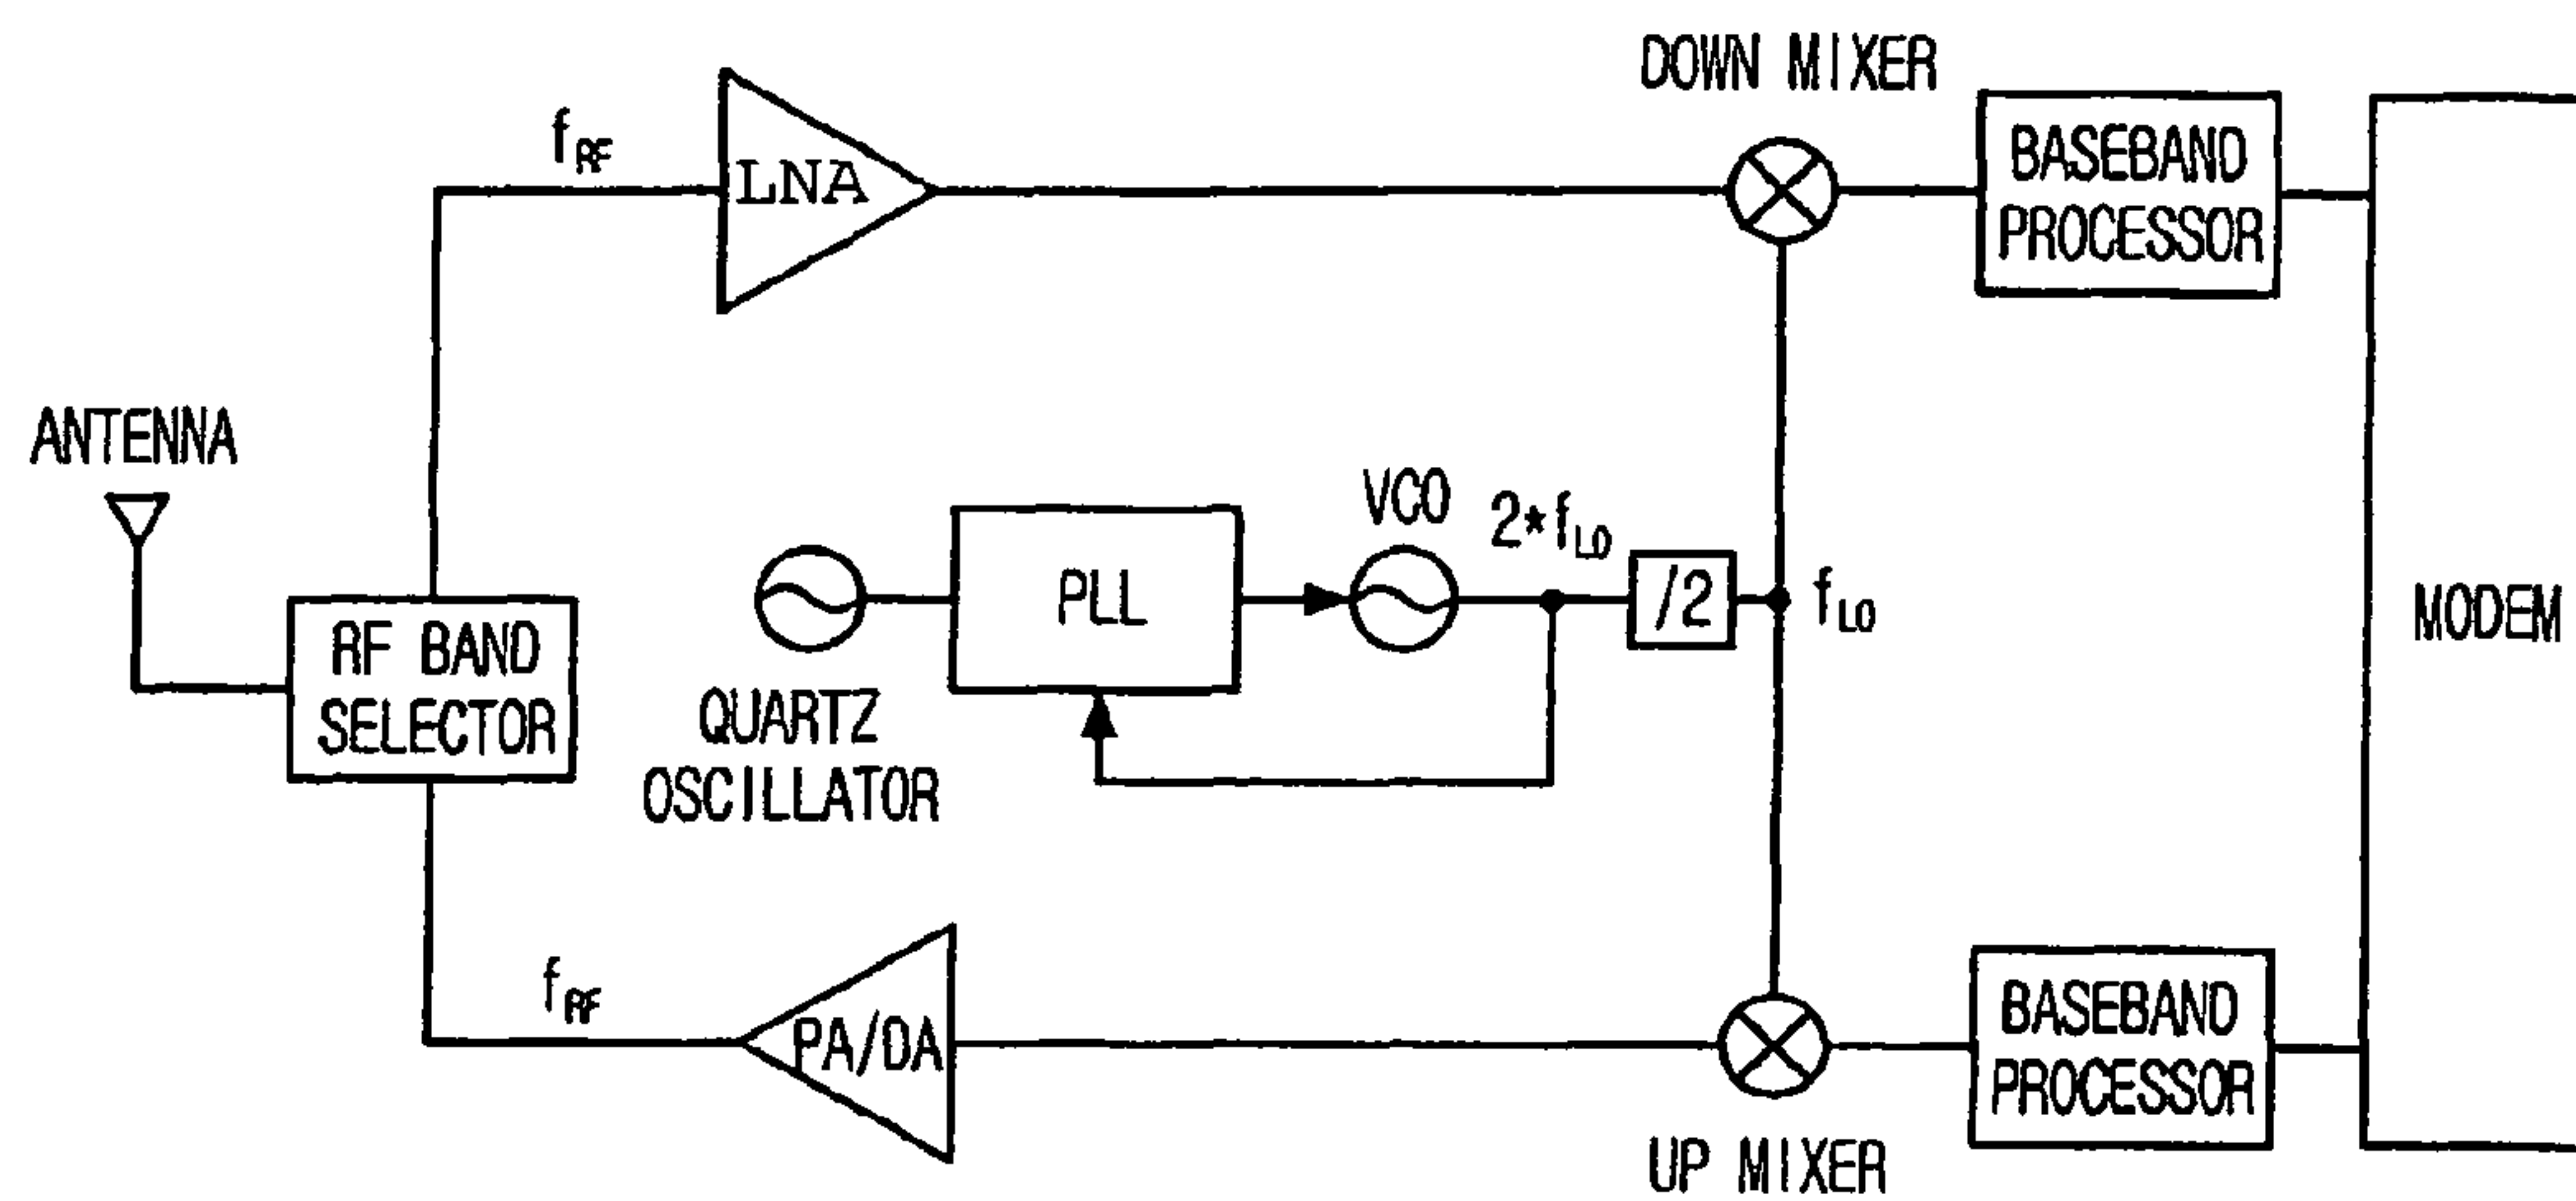 DOWN MIXER
f_RF
LNA
BASEBAND
PROCESSOR
ANTENNA
RF BAND
SELECTOR
QUARTZ
OSCILLATOR
PLL
VCO
2*f_LO
/2
f_LO
MODEM
f_RF
PA/DA
UP MIXER
BASEBAND
PROCESSOR